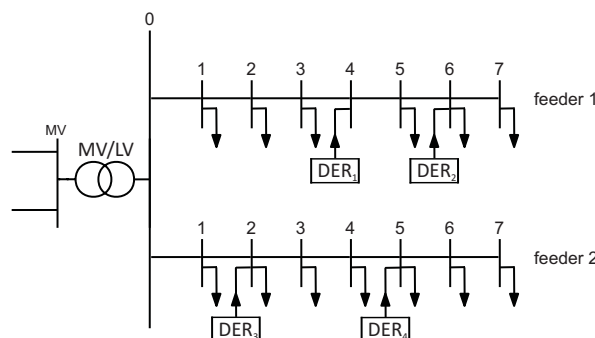 0
1 2 3 4 5 6 7
feeder 1
MV
MV/LV
DER₁ DER₂
1 2 3 4 5 6 7
feeder 2
DER₃ DER₄